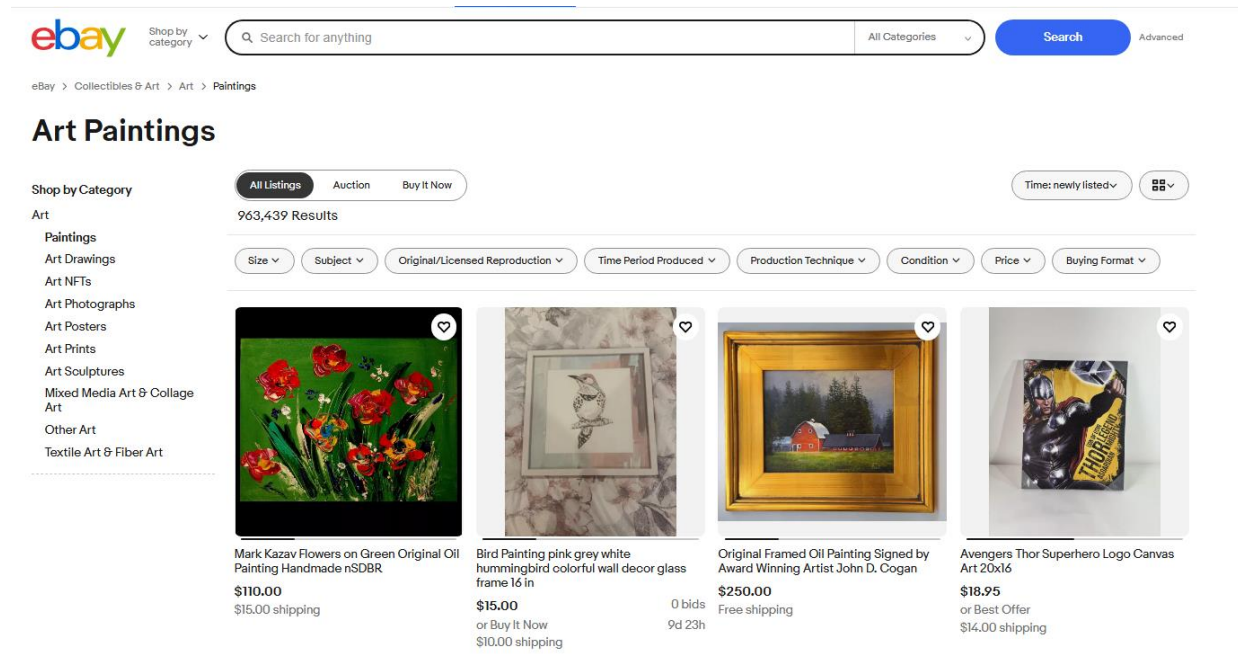 ebay
Shop by
category
Search for anything
All Categories
Search
Advanced
eBay > Collectibles & Art > Art > Paintings
Art Paintings
Shop by Category
Art
Paintings
Art Drawings
Art NFTs
Art Photographs
Art Posters
Art Prints
Art Sculptures
Mixed Media Art & Collage
Art
Other Art
Textile Art & Fiber Art
All Listings Auction Buy It Now
Time: newly listed
963,439 Results
Size Subject Original/Licensed Reproduction Time Period Produced Production Technique Condition Price Buying Format
Mark Kazav Flowers on Green Original Oil
Painting Handmade nSDBR
$110.00
$15.00 shipping
Bird Painting pink grey white
hummingbird colorful wall decor glass
frame 16 in
$15.00 0 bids
or Buy It Now 9d 23h
$10.00 shipping
Original Framed Oil Painting Signed by
Award Winning Artist John D. Cogan
$250.00
Free shipping
THOR
LEGEND
Avengers Thor Superhero Logo Canvas
Art 20x16
$18.95
or Best Offer
$14.00 shipping